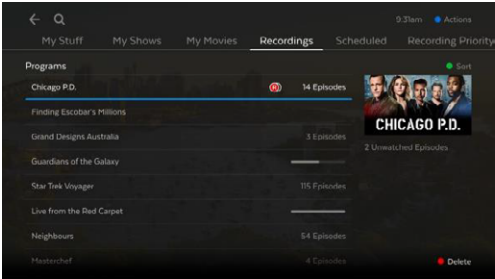 9:31am Actions
My Stuff My Shows My Movies Recordings Scheduled Recording Priority
Programs
Sort
Chicago P.D. R 14 Episodes
Finding Escobar's Millions
CHICAGO P.D.
Grand Designs Australia 3 Episodes
2 Unwatched Episodes
Guardians of the Galaxy
Star Trek Voyager 115 Episodes
Live from the Red Carpet
Neighbours 54 Episodes
Masterchef 4 Episodes
Delete